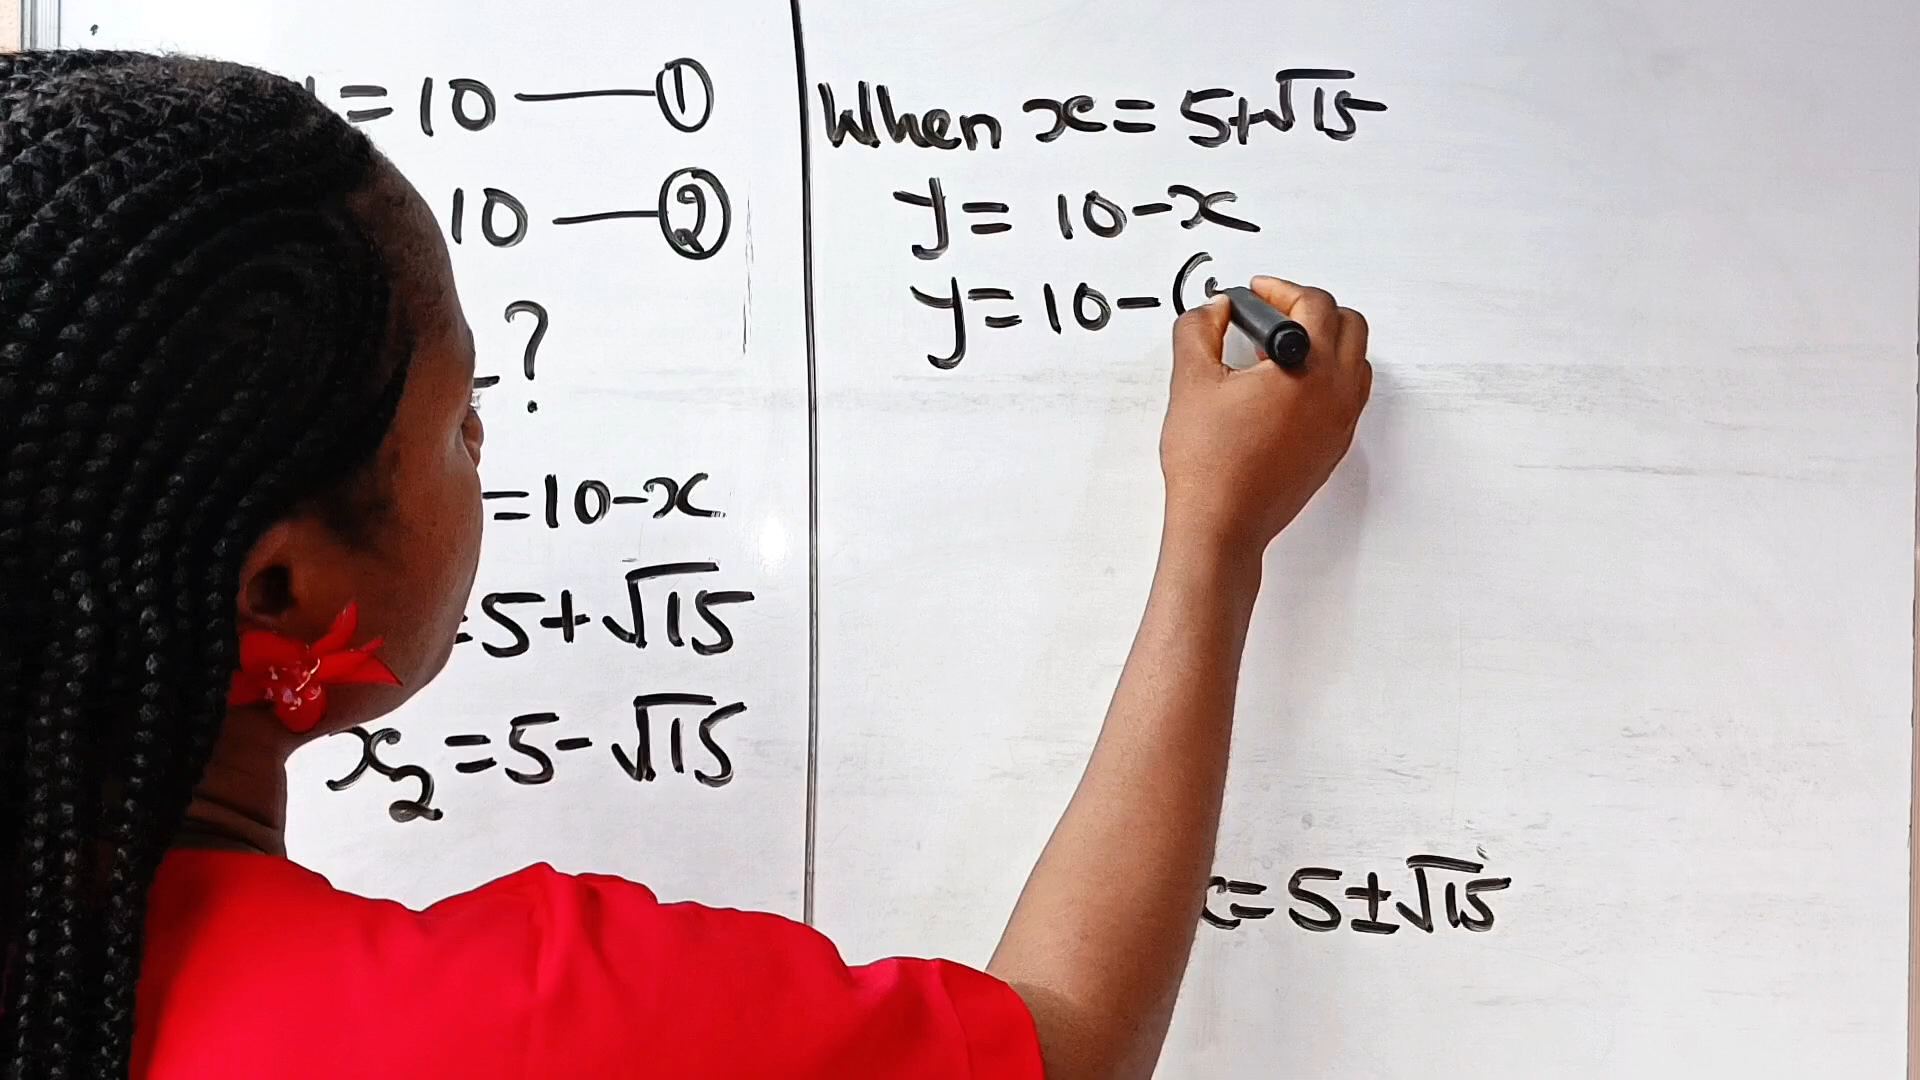 = 10 — ①
10 — ②
?
= 10 - x
= 5 + √15
x₂ = 5 - √15
When x = 5 + √15
y = 10 - x
y = 10 - (
= 5 ± √15